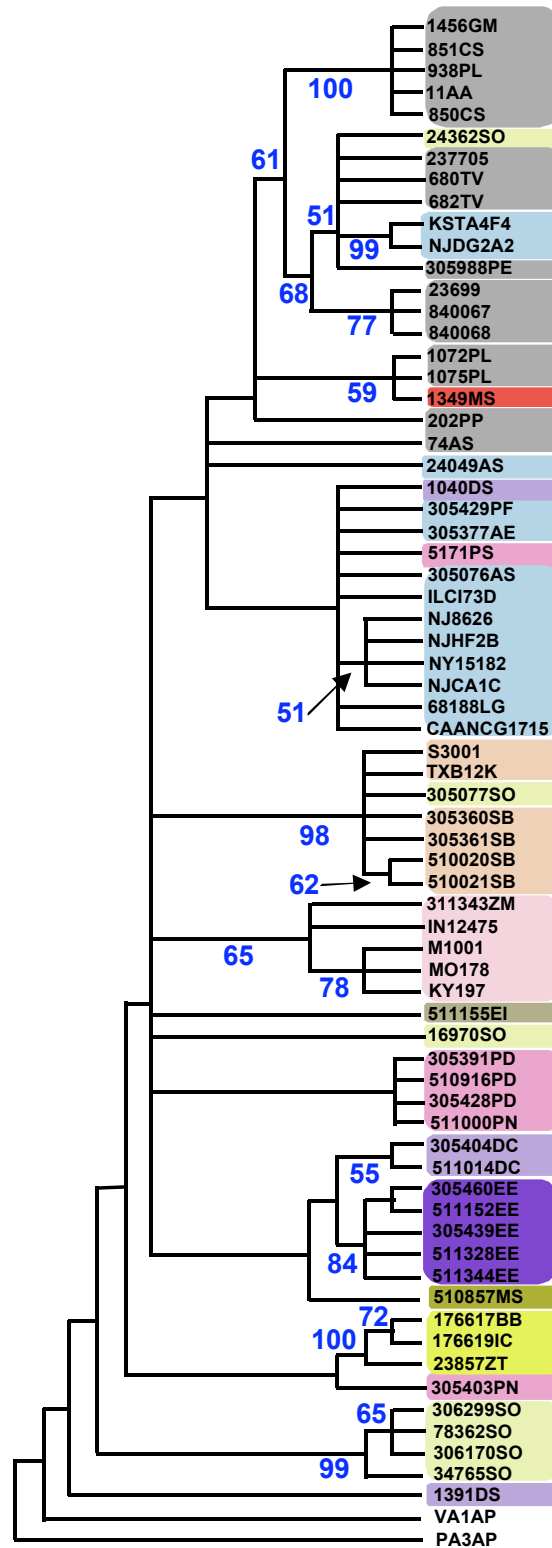 1456GM
851CS
938PL
100
11AA
850CS
24362SO
61
237705
680TV
682TV
51
KSTA4F4
99
NJDG2A2
305988PE
68
23699
840067
77
840068
1072PL
1075PL
59
1349MS
202PP
74AS
24049AS
1040DS
305429PF
305377AE
5171PS
305076AS
ILCI73D
NJ8626
NJHF2B
NY15182
NJCA1C
51
68188LG
CAANCG1715
S3001
TXB12K
305077SO
305360SB
98
305361SB
510020SB
62
510021SB
311343ZM
IN12475
65
M1001
MO178
78
KY197
511155EI
16970SO
305391PD
510916PD
305428PD
511000PN
305404DC
55
511014DC
305460EE
511152EE
305439EE
511328EE
84
511344EE
510857MS
72
176617BB
100
176619IC
23857ZT
305403PN
65
306299SO
78362SO
306170SO
99
34765SO
1391DS
VA1AP
PA3AP